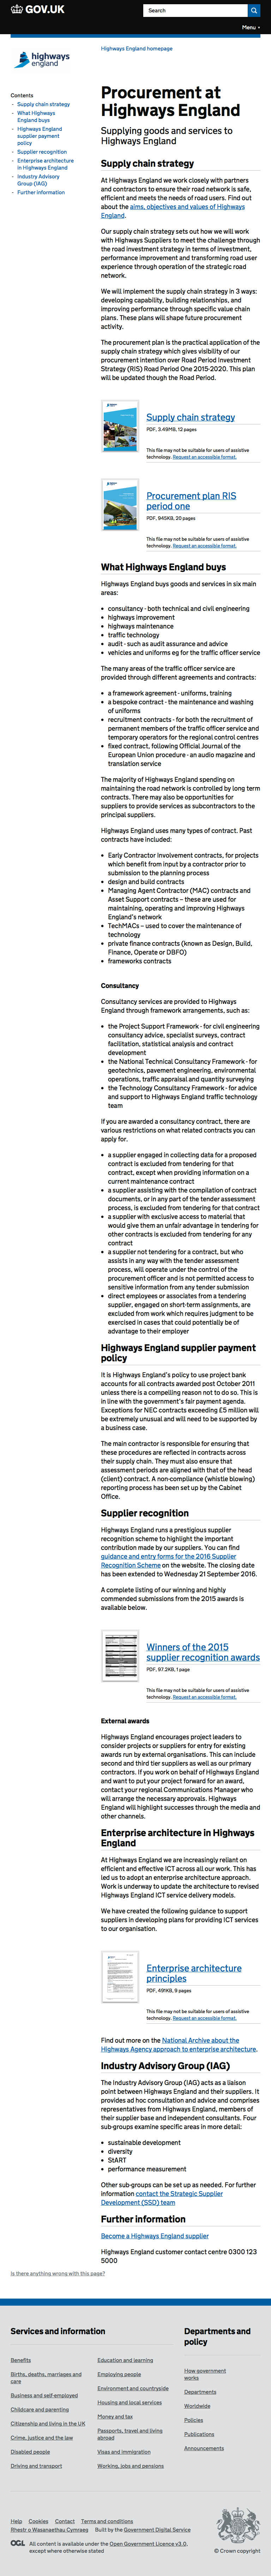 GOV.UK
Search
Menu
highways
england
Highways England homepage
Contents
Supply chain strategy
What Highways
England buys
Highways England
supplier payment
policy
Supplier recognition
Enterprise architecture
in Highways England
Industry Advisory
Group (IAG)
Further information
Procurement at
Highways England
Supplying goods and services to
Highways England
Supply chain strategy
At Highways England we work closely with partners
and contractors to ensure their road network is safe,
efficient and meets the needs of road users. Find out
about the aims, objectives and values of Highways
England.
Our supply chain strategy sets out how we will work
with Highways Suppliers to meet the challenge through
the road investment strategy in terms of investment,
performance improvement and transforming road user
experience through operation of the strategic road
network.
We will implement the supply chain strategy in 3 ways:
developing capability, building relationships, and
improving performance through specific value chain
plans. These plans will shape future procurement
activity.
The procurement plan is the practical application of the
supply chain strategy which gives visibility of our
procurement intention over Road Period Investment
Strategy (RIS) Road Period One 2015-2020. This plan
will be updated though the Road Period.
Supply chain strategy
PDF, 3.49MB, 12 pages
This file may not be suitable for users of assistive
technology. Request an accessible format.
Procurement plan RIS
period one
PDF, 945KB, 20 pages
This file may not be suitable for users of assistive
technology. Request an accessible format.
What Highways England buys
Highways England buys goods and services in six main
areas:
consultancy - both technical and civil engineering
highways improvement
highways maintenance
traffic technology
audit - such as asset assurance and advice
vehicles and uniforms eg for the traffic officer service
The many areas of the traffic officer service are
provided through different agreements and contracts:
a framework agreement - uniforms, training
a bespoke contract - the maintenance and washing
of uniforms
recruitment contracts - for both the recruitment of
permanent members of the traffic officer service and
temporary operators for the regional control centres
fixed contract, following Official Journal of the
European Union procedure - an audio magazine and
translation service
The majority of Highways England spending on
maintaining the road network is controlled by long term
contracts. There may also be opportunities for
suppliers to provide services as subcontractors to the
principal suppliers.
Highways England uses many types of contract. Past
contracts have included:
Early Contractor Involvement contracts, for projects
which benefit from input by a contractor prior to the
submission to the planning process
design and build contracts
Managing Agent Contractor (MAC) contracts and
Asset Support contracts – these are used for
maintaining, operating and improving Highways
England's network
TechMACs – used to cover the maintenance of
technology
private finance contracts (known as Design, Build,
Finance, Operate or DBFO)
frameworks contracts
Consultancy
Consultancy services are provided to Highways
England through framework arrangements, such as:
the Project Support Framework - for civil engineering
consultancy advice, specialist surveys, contract
facilitation, statistical analysis and contract
development
the National Technical Consultancy Framework - for
geotechnics, pavement engineering, environmental
operations, traffic appraisal and quantity surveying
the Technology Consultancy Framework - for advice
and support to Highways England traffic technology
team
If you are awarded a consultancy contract, there are
various restrictions on what related contracts you can
apply for.
a supplier engaged in collecting data for a proposed
contract is excluded from tendering for that
contract, except where providing information on a
current maintenance contract
a supplier assisting with the compilation of contract
documents, or in any part of the tender assessment
process, is excluded from tendering for that contract
a supplier with exclusive access to material that
would give them an unfair advantage in tendering for
other contracts is excluded from tendering for any
contract
a supplier not tendering for a contract, but who
assists in any way with the tender assessment
process, will operate under the control of the
procurement officer and is not permitted access to
sensitive information from any tender submission
direct employees or associates from a tendering
supplier, engaged on short-term assignments, are
excluded from work which requires judgment to be
exercised in cases that could affect the
relationship with their employer
Highways England supplier payment
policy
It is Highways England's policy to use project bank
accounts for all contracts awarded post October 2011
unless there is a compelling reason not to do so. This is
in line with the government's fair payment agenda.
Exceptions for NEC contracts exceeding £5 million will
be extremely unusual and will need to be backed up by
a business case.
The main contractor is responsible for ensuring that
these processes are fully rolled out across their supply
chain. They must also ensure that the assessment
process and payments are undertaken fairly (within the
client contract). A non-compliance (whistle blowing)
reporting process has been set up by the Cabinet
Office.
Supplier recognition
Highways England runs a prestigious supplier
recognition scheme to highlight the important
contribution made by our suppliers. You can find
guidance and entry forms for the 2016 Supplier
Recognition Scheme on the website. The closing date
has been extended to Wednesday 21 September 2016.
A complete listing of our winning and highly
commended submissions from the 2015 awards is
available below.
Winners of the 2015
supplier recognition awards
PDF, 97.2KB, 1 page
This file may not be suitable for users of assistive
technology. Request an accessible format.
External awards
Highways England encourages project leaders to
consider projects or suppliers to offer for entry for
awards run by external organisations. This includes
second and third tier suppliers as well as our primary
contractors. If you work on behalf of Highways England
and want to put your project forward for an award,
contact your regional Communications Manager who
will arrange the necessary approvals. Highways
England will highlight successes through the media and
other channels.
Enterprise architecture in Highways
England
At Highways England we are increasingly reliant on
efficient and effective ICT across all our work. This has
led us to adopt an enterprise architecture approach.
Work is underway to update the architecture to revised
Highways England ICT service delivery models.
We have created the following guidance to support
suppliers in developing plans for providing ICT services
to our organisation.
Enterprise architecture
principles
PDF, 491KB, 9 pages
This file may not be suitable for users of assistive
technology. Request an accessible format.
Find out more on the National Archive about the
Highways Agency approach to enterprise architecture.
Industry Advisory Group (IAG)
The Industry Advisory Group (IAG) acts as a liaison
point between Highways England and their suppliers. It
provides ad hoc consultation and advice and comprises
representatives from Highways England, members of
their supplier base and independent consultants. Four
sub-groups examine specific areas of interest in more
detail:
sustainable development
diversity
StART
performance measurement
Other sub-groups can be set up as needed. For further
information contact the Strategic Supplier
Development (SSD) team
Further information
Become a Highways England supplier
Highways England customer contact centre 0300 123
5000
Is there anything wrong with this page?
Services and information
Benefits
Births, deaths, marriages and
care
Business and self-employed
Childcare and parenting
Citizenship and living in the UK
Crime, justice and the law
Disabled people
Driving and transport
Education and learning
Employing people
Environment and countryside
Housing and local services
Money and tax
Passports, travel and living
abroad
Visas and immigration
Working, jobs and pensions
Departments and
policy
How government
works
Departments
Worldwide
Policies
Publications
Announcements
Help Cookies Contact Terms and conditions
Rhestr o Wasanaethau Cymraeg Built by the Government Digital Service
OGL All content is available under the Open Government Licence v3.0,
except where otherwise stated
© Crown copyright